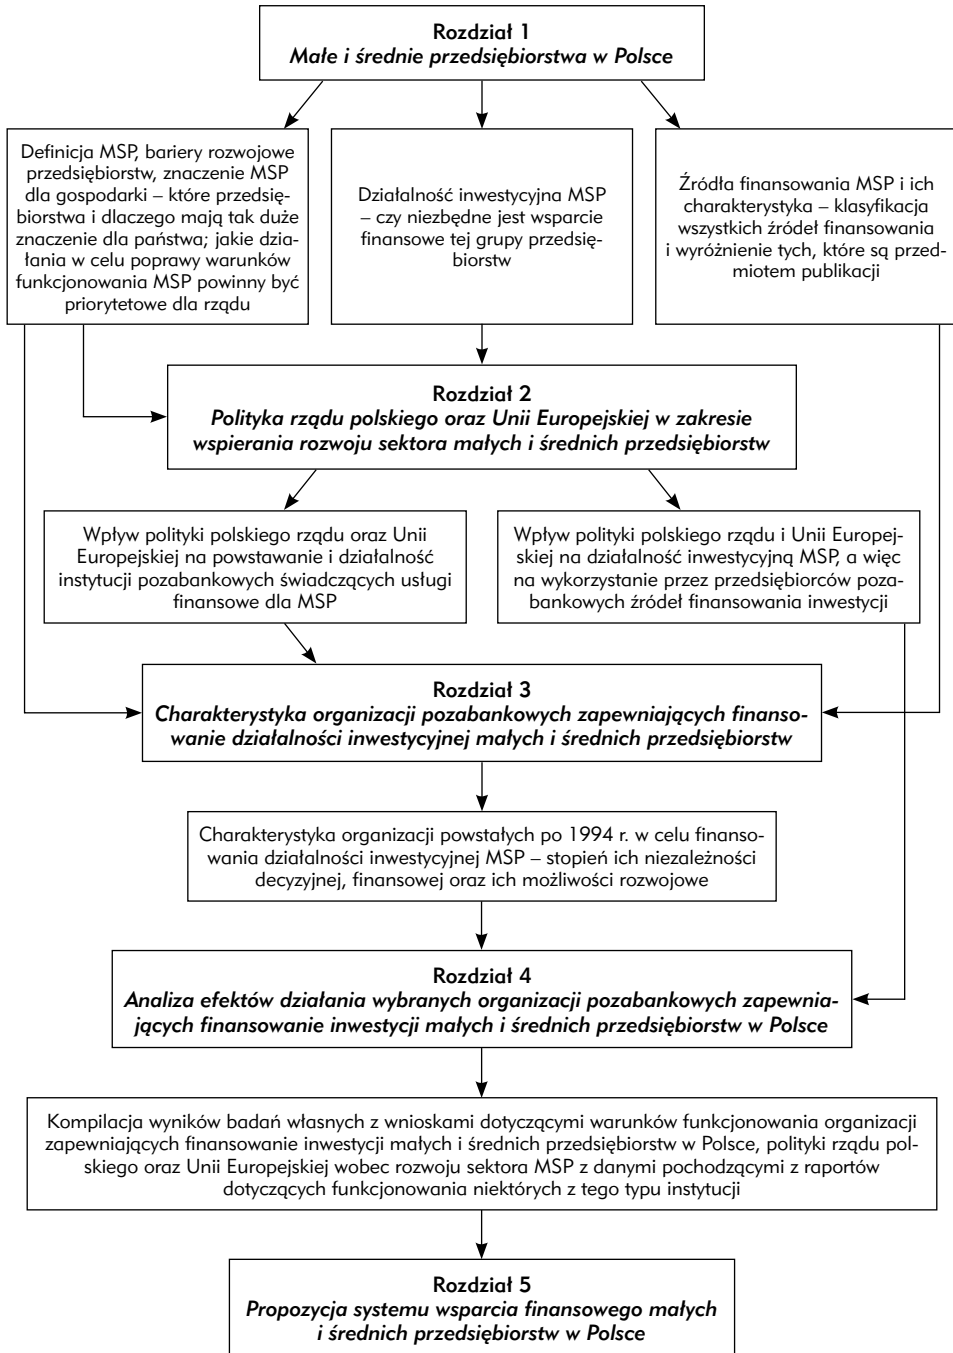 Rozdział 1
Małe i średnie przedsiębiorstwa w Polsce
Definicja MSP, bariery rozwojowe
przedsiębiorstw, znaczenie MSP
dla gospodarki – które przedsię-
biorstwa i dlaczego mają tak duże
znaczenie dla państwa; jakie dzia-
łania w celu poprawy warunków
funkcjonowania MSP powinny być
priorytetowe dla rządu
Działalność inwestycyjna MSP
– czy niezbędne jest wsparcie
finansowe tej grupy przedsię-
biorstw
Źródła finansowania MSP i ich
charakterystyka – klasyfikacja
wszystkich źródeł finansowania
i wyróżnienie tych, które są przed-
miotem publikacji
Rozdział 2
Polityka rządu polskiego oraz Unii Europejskiej w zakresie
wspierania rozwoju sektora małych i średnich przedsiębiorstw
Wpływ polityki polskiego rządu oraz Unii
Europejskiej na powstawanie i działalność
instytucji pozabankowych świadczących usługi
finansowe dla MSP
Wpływ polityki polskiego rządu i Unii Europej-
skiej na działalność inwestycyjną MSP, a więc
na wykorzystanie przez przedsiębiorców poza-
bankowych źródeł finansowania inwestycji
Rozdział 3
Charakterystyka organizacji pozabankowych zapewniających finanso-
wanie działalności inwestycyjnej małych i średnich przedsiębiorstw
Charakterystyka organizacji powstałych po 1994 r. w celu finanso-
wania działalności inwestycyjnej MSP – stopień ich niezależności
decyzyjnej, finansowej oraz ich możliwości rozwojowe
Rozdział 4
Analiza efektów działania wybranych organizacji pozabankowych zapewnia-
jących finansowanie inwestycji małych i średnich przedsiębiorstw w Polsce
Kompilacja wyników badań własnych z wnioskami dotyczącymi warunków funkcjonowania organizacji
zapewniających finansowanie inwestycji małych i średnich przedsiębiorstw w Polsce, polityki rządu pol-
skiego oraz Unii Europejskiej wobec rozwoju sektora MSP z danymi pochodzącymi z raportów
dotyczących funkcjonowania niektórych z tego typu instytucji
Rozdział 5
Propozycja systemu wsparcia finansowego małych
i średnich przedsiębiorstw w Polsce